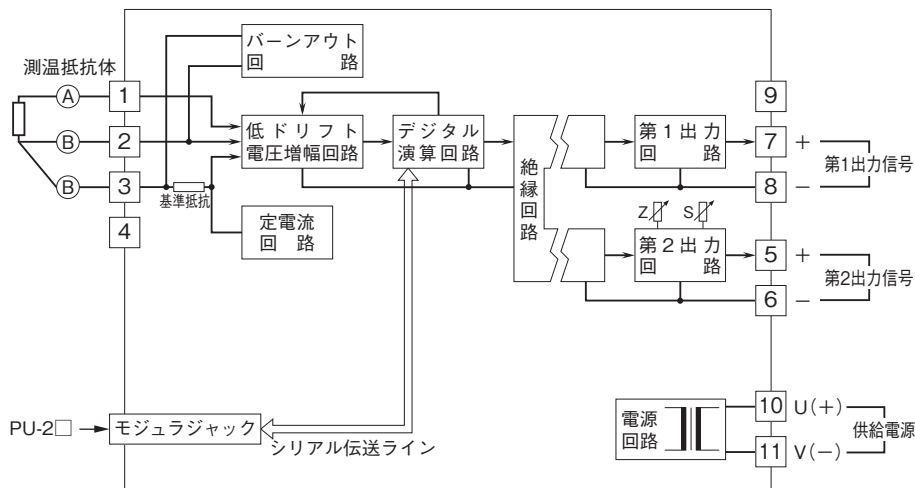 測温抵抗体
A
B
B
1
2
3
4
バーンアウト
回 路
低ドリフト
電圧増幅回路
デジタル
演算回路
基準抵抗
定電流
回 路
絶縁回路
第1出力
回 路
Z
S
第2出力
回 路
9
7 +
8 −
第1出力信号
5 +
6 −
第2出力信号
PU-2□
モジュラジャック
シリアル伝送ライン
電源
回路
10 U(+)
11 V(−)
供給電源